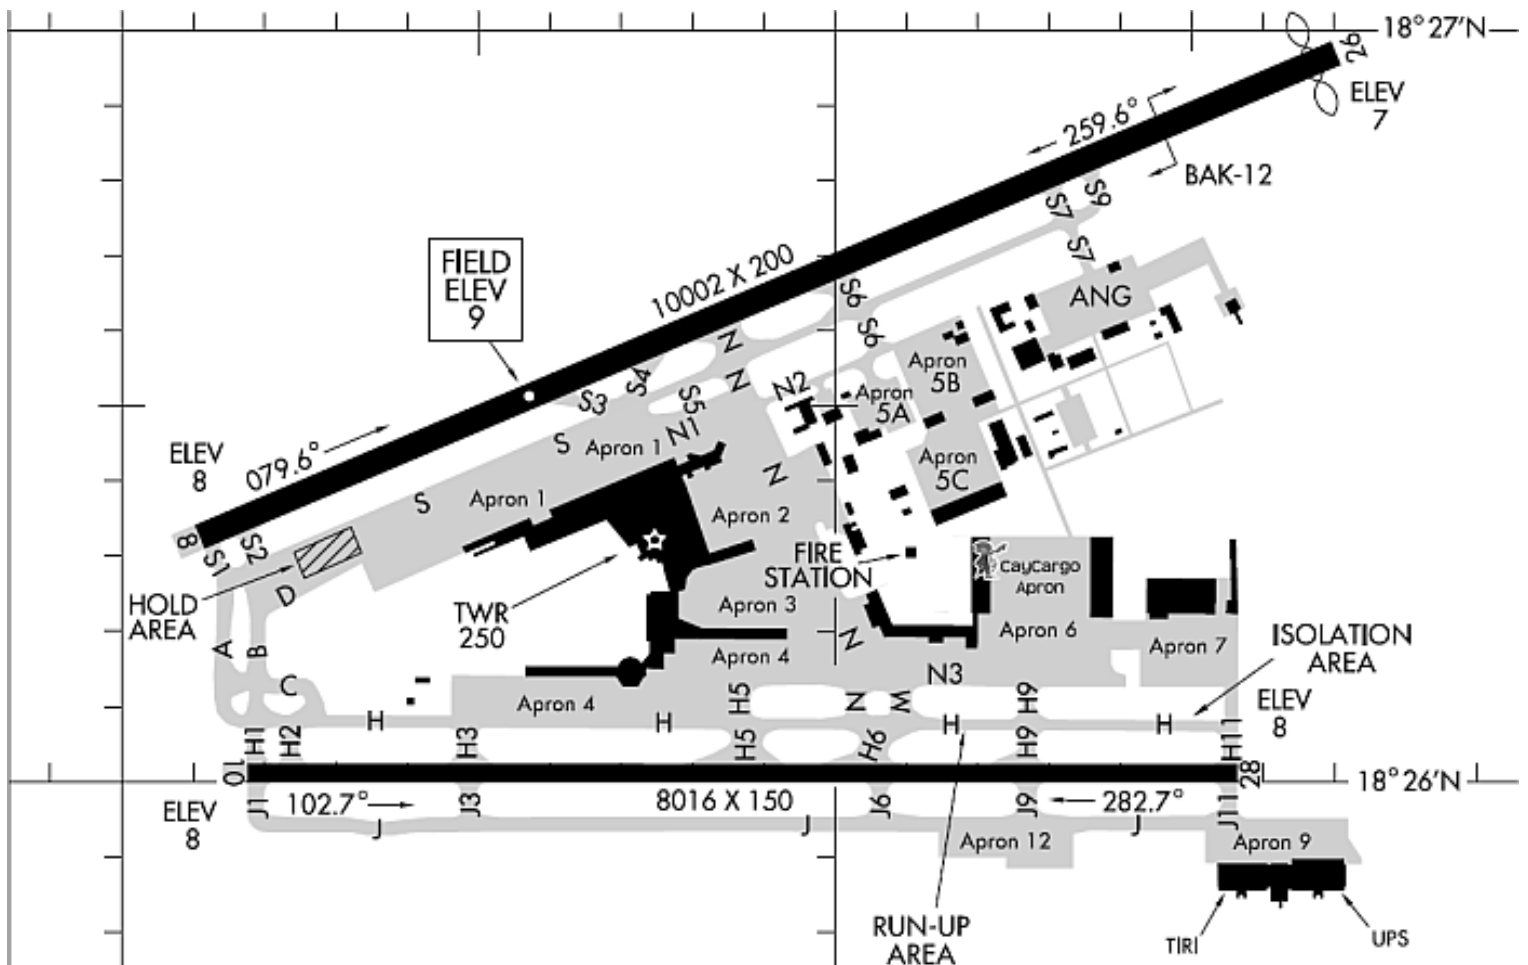 18°27'N
26
ELEV
7
259.6°
BAK-12
S9
S7
S7
ANG
FIELD
ELEV
9
10002 X 200
S6
S6
N
N
S4
S3
S5
N2
Apron
5B
Apron
5A
Apron
5C
079.6°
ELEV
8
S
Apron 1
N1
N
S
Apron 1
Apron 2
8
S1
S2
HOLD
AREA
D
TWR
250
FIRE
STATION
CayCargo
Apron
Apron 3
Apron 6
Apron 7
ISOLATION
AREA
A
B
C
N
Apron 4
N3
Apron 4
H5
N
W
H9
ELEV
8
H
H
H
H
H1
H2
H3
H5
H6
H9
H11
10
28
18°26'N
ELEV
8
J1
102.7°
J3
8016 X 150
J6
J9
282.7°
J11
J
J
J
Apron 12
Apron 9
RUN-UP
AREA
TIRI
UPS